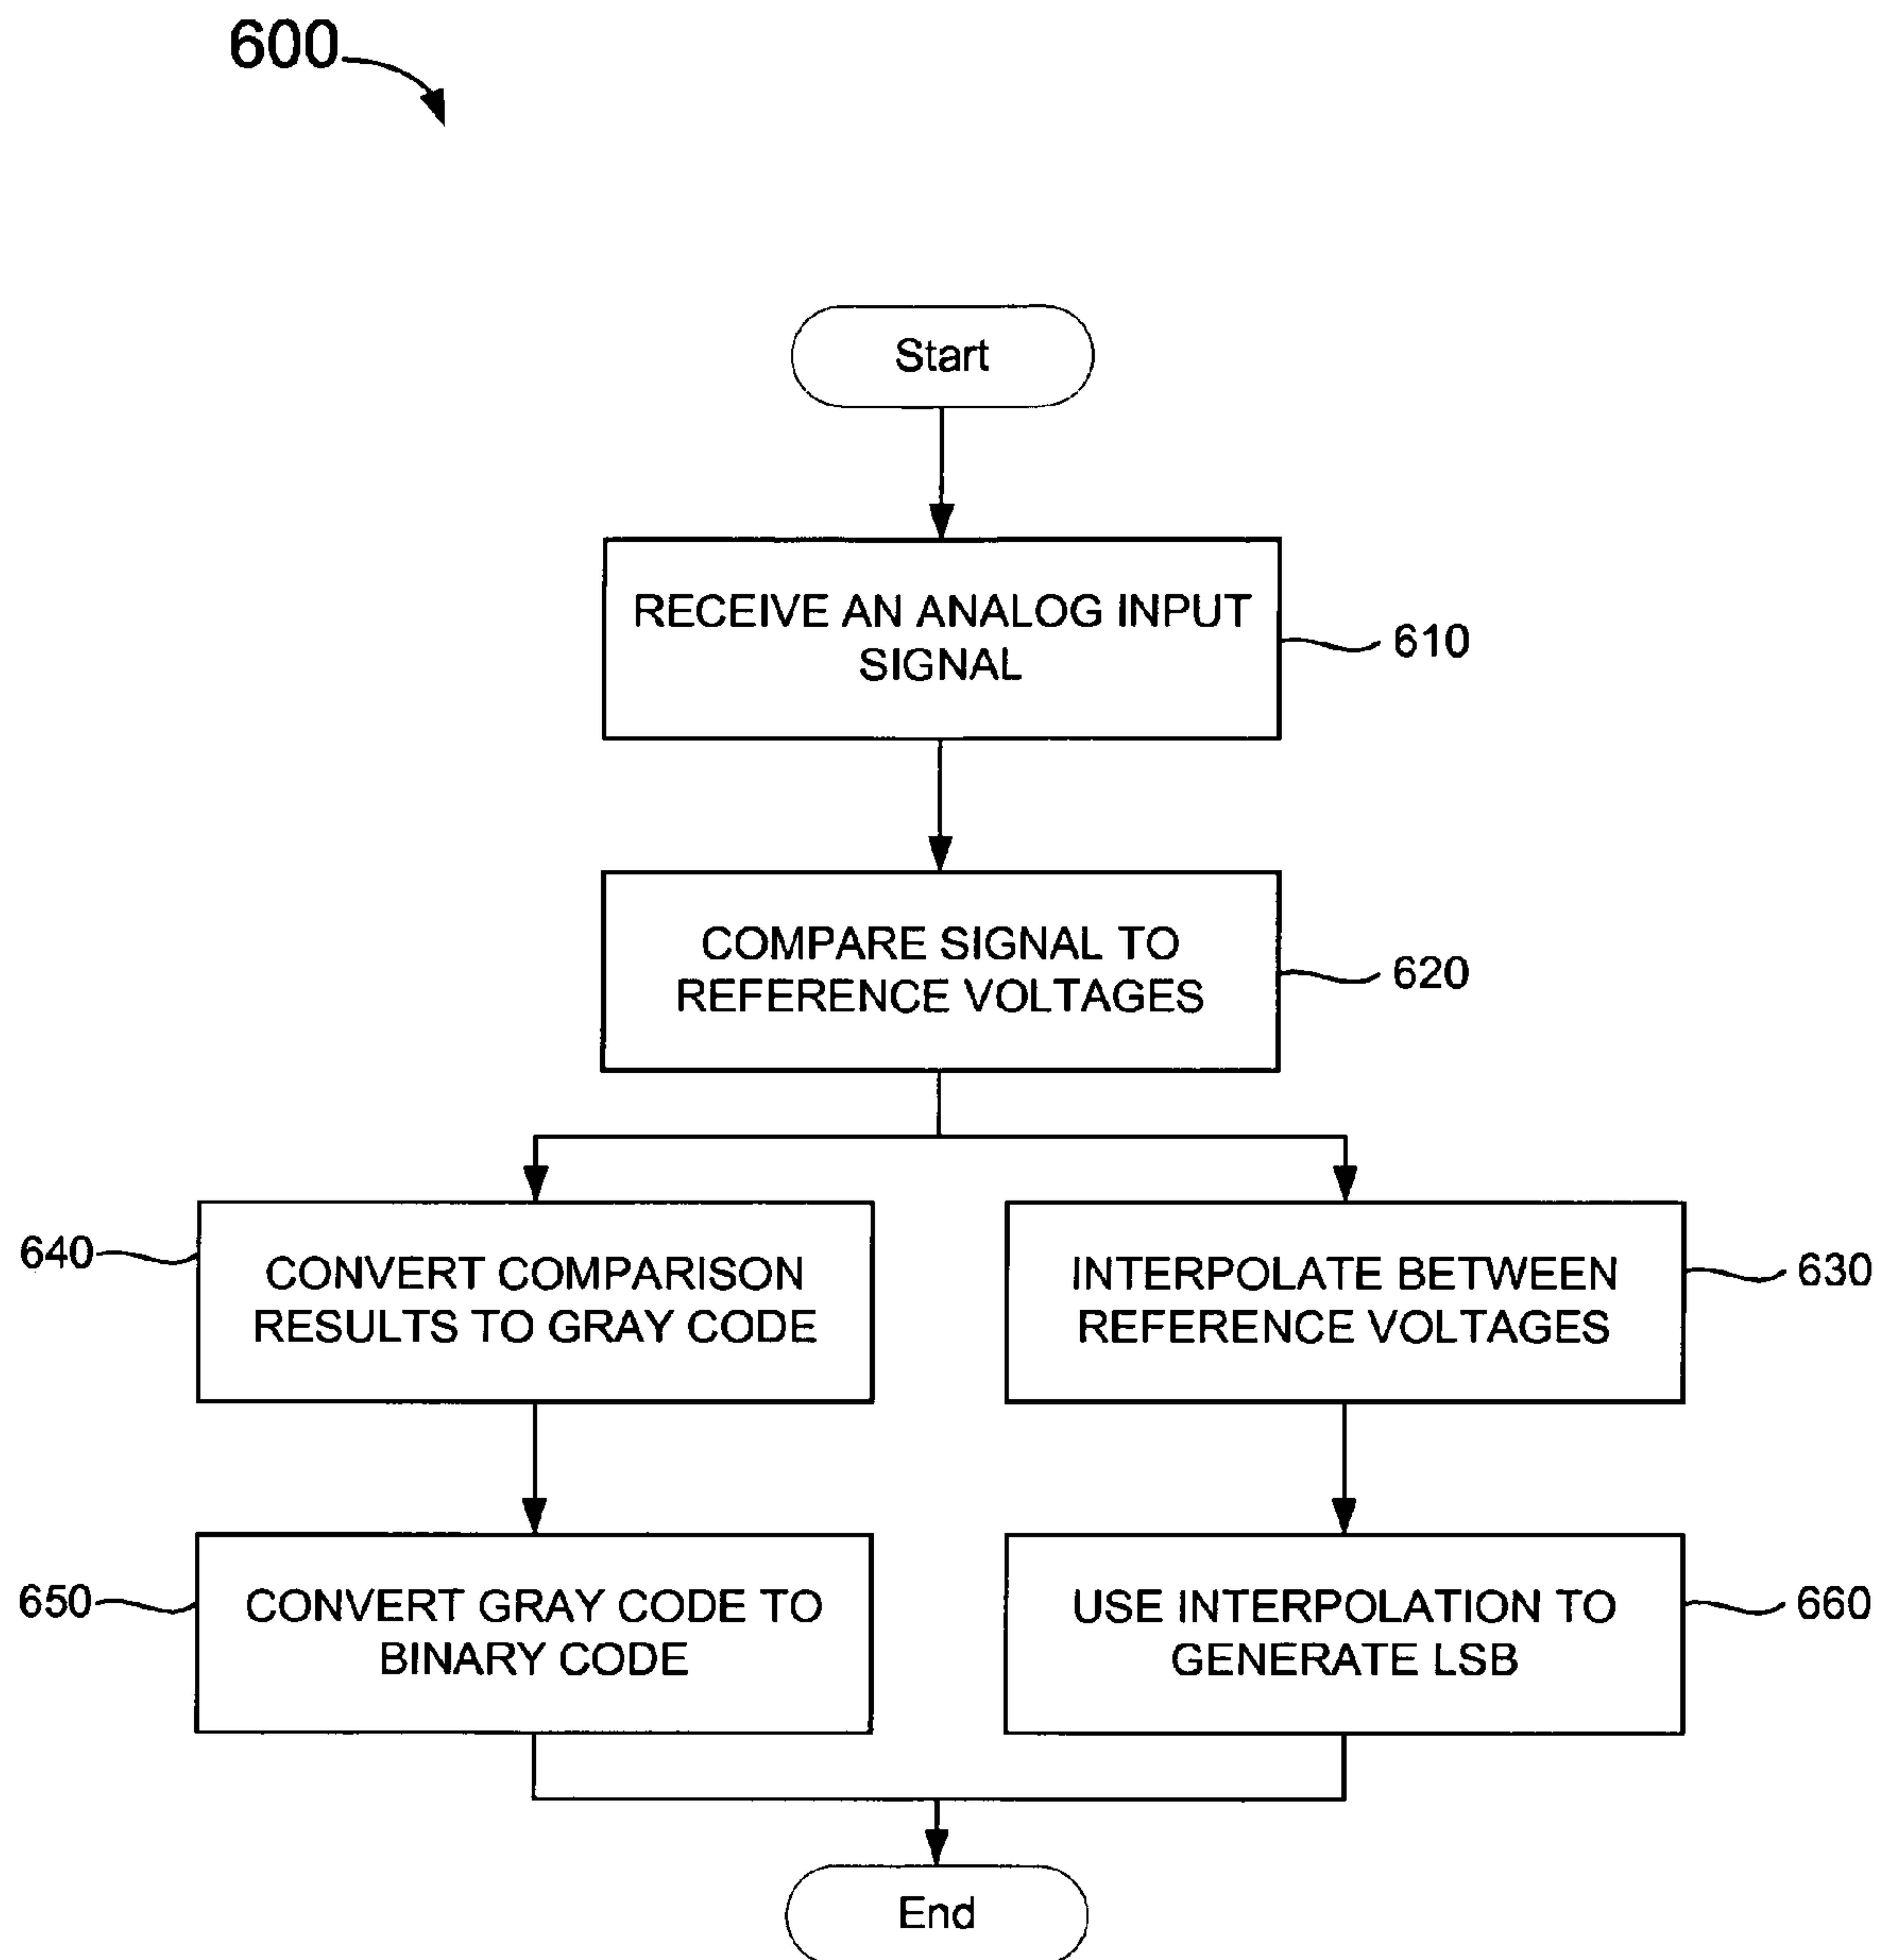 600
Start
RECEIVE AN ANALOG INPUT
SIGNAL
610
COMPARE SIGNAL TO
REFERENCE VOLTAGES
620
640
CONVERT COMPARISON
RESULTS TO GRAY CODE
INTERPOLATE BETWEEN
REFERENCE VOLTAGES
630
650
CONVERT GRAY CODE TO
BINARY CODE
USE INTERPOLATION TO
GENERATE LSB
660
End